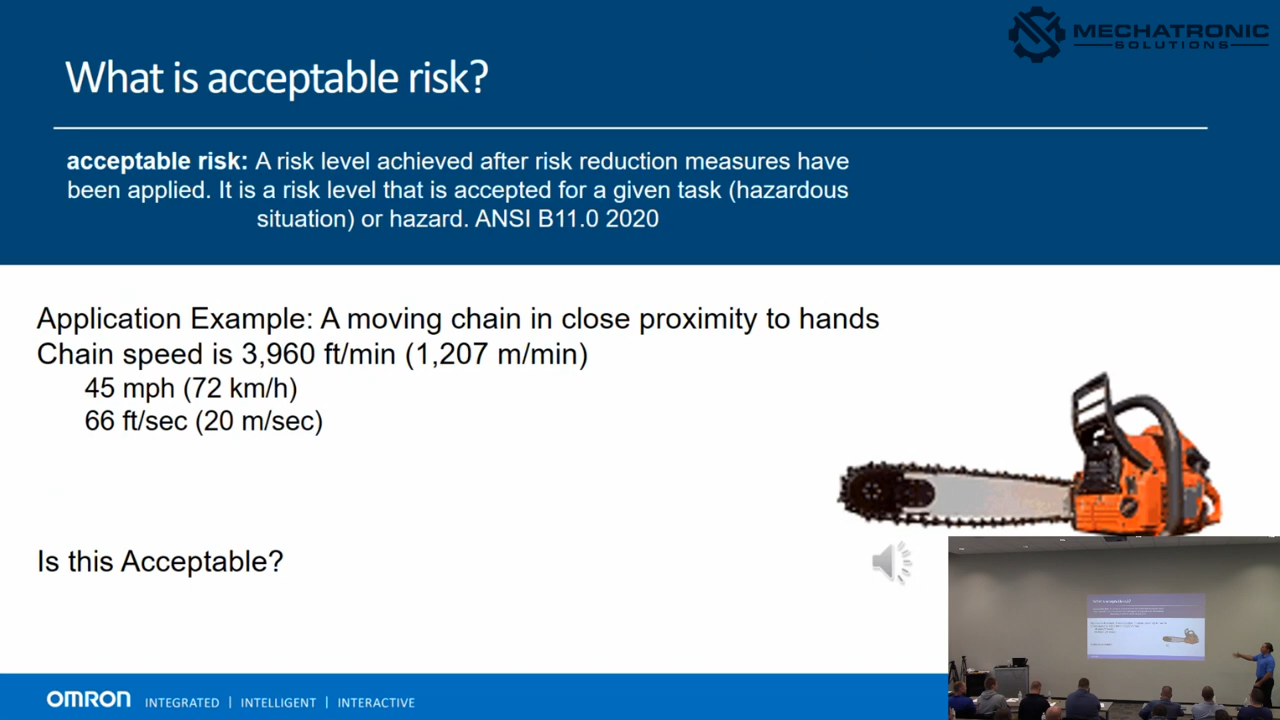 MECHATRONIC
SOLUTIONS
What is acceptable risk?
acceptable risk: A risk level achieved after risk reduction measures have
been applied. It is a risk level that is accepted for a given task (hazardous
situation) or hazard. ANSI B11.0 2020
Application Example: A moving chain in close proximity to hands
Chain speed is 3,960 ft/min (1,207 m/min)
45 mph (72 km/h)
66 ft/sec (20 m/sec)
Is this Acceptable?
OMRON INTEGRATED | INTELLIGENT | INTERACTIVE